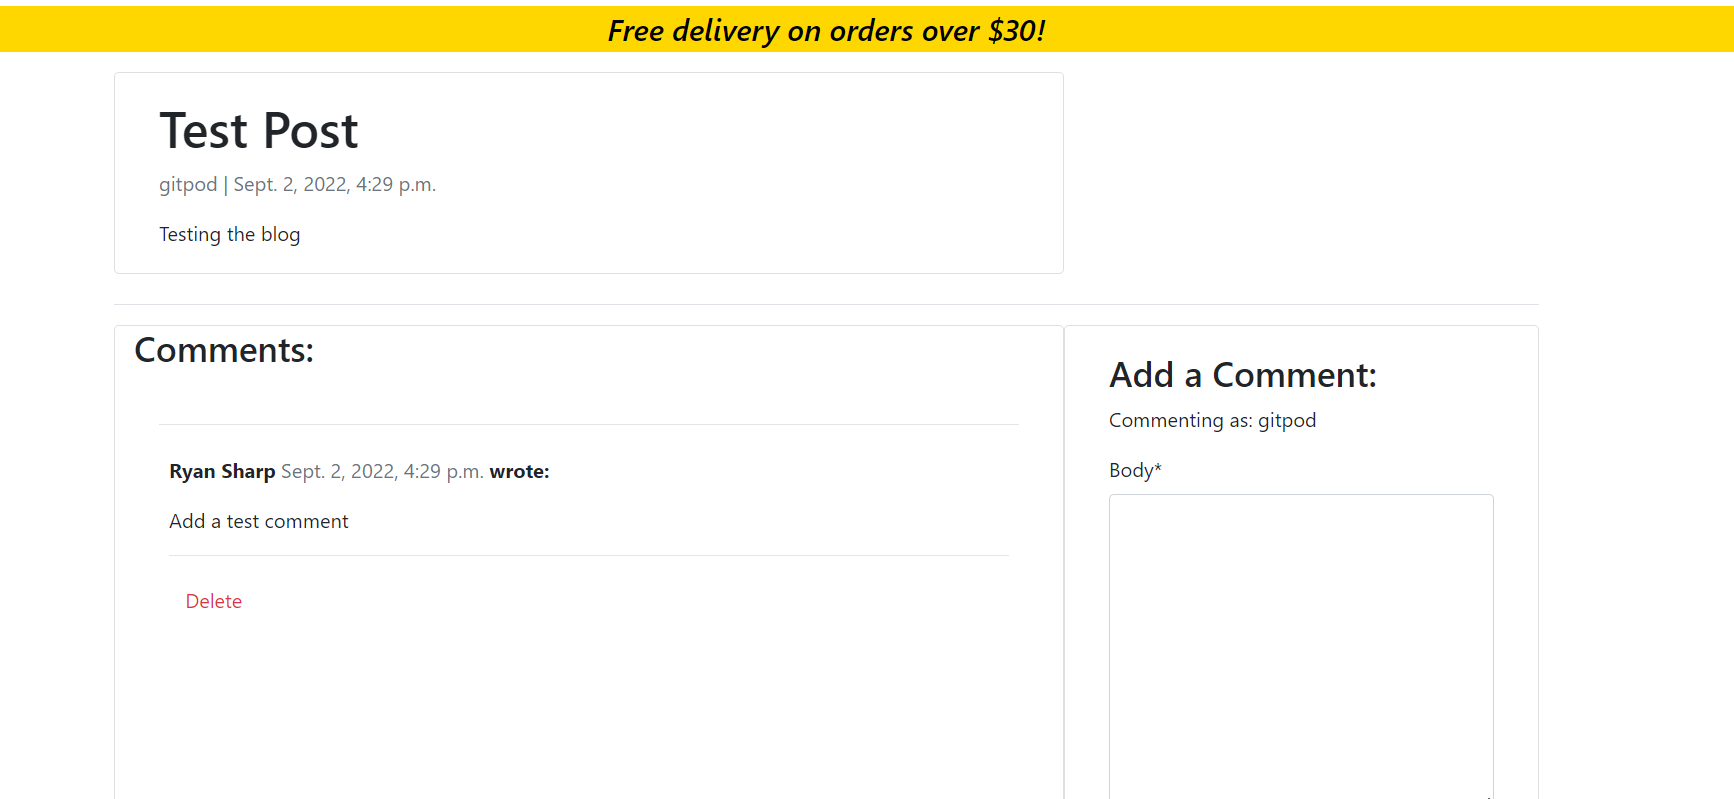 Free delivery on orders over $30!
Test Post
gitpod | Sept. 2, 2022, 4:29 p.m.
Testing the blog
Comments:
Ryan Sharp Sept. 2, 2022, 4:29 p.m. wrote:
Add a test comment
Delete
Add a Comment:
Commenting as: gitpod
Body*